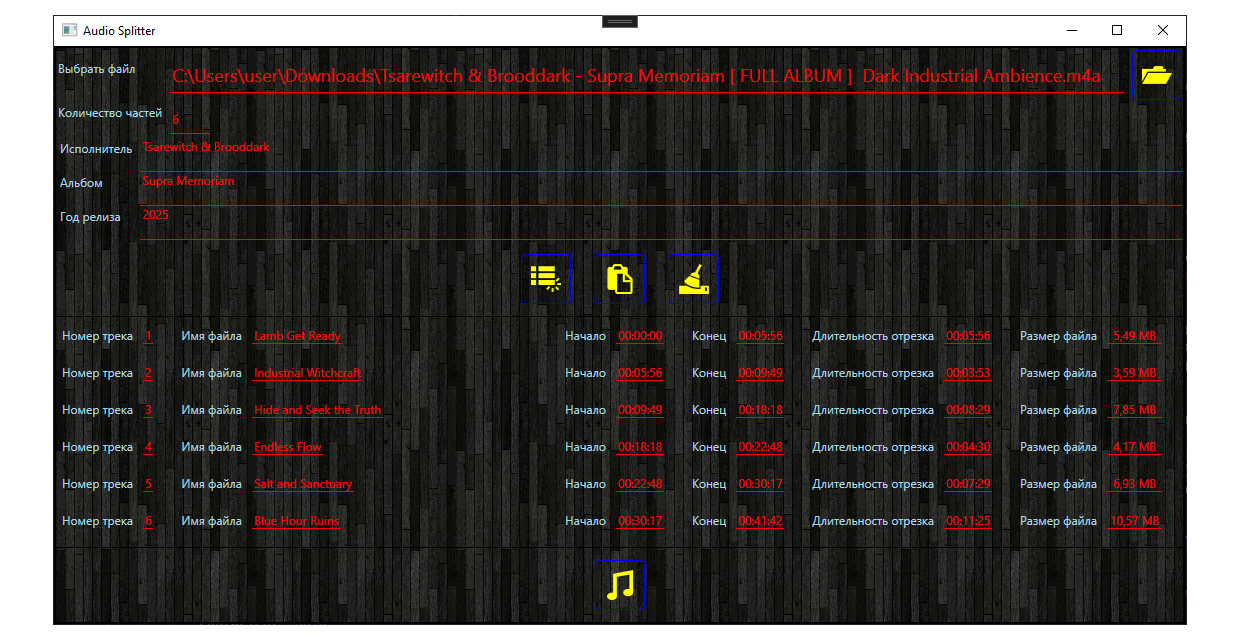 Audio Splitter
Выбрать файл C:\Users\user\Downloads\Tsarewitch & Brooddark - Supra Memoriam [ FULL ALBUM ]  Dark Industrial Ambience.m4a
Количество частей 6
Исполнитель Tsarewitch & Brooddark
Альбом Supra Memoriam
Год релиза 2025
Номер трека 1 Имя файла Lamb Get Ready Начало 00:00:00 Конец 00:05:56 Длительность отрезка 00:05:56 Размер файла 5,49 MB
Номер трека 2 Имя файла Industrial Witchcraft Начало 00:05:56 Конец 00:09:49 Длительность отрезка 00:03:53 Размер файла 3,59 MB
Номер трека 3 Имя файла Hide and Seek the Truth Начало 00:09:49 Конец 00:18:18 Длительность отрезка 00:08:29 Размер файла 7,85 MB
Номер трека 4 Имя файла Endless Flow Начало 00:18:18 Конец 00:22:48 Длительность отрезка 00:04:30 Размер файла 4,17 MB
Номер трека 5 Имя файла Salt and Sanctuary Начало 00:22:48 Конец 00:30:17 Длительность отрезка 00:07:29 Размер файла 6,93 MB
Номер трека 6 Имя файла Blue Hour Ruins Начало 00:30:17 Конец 00:41:42 Длительность отрезка 00:11:25 Размер файла 10,57 MB